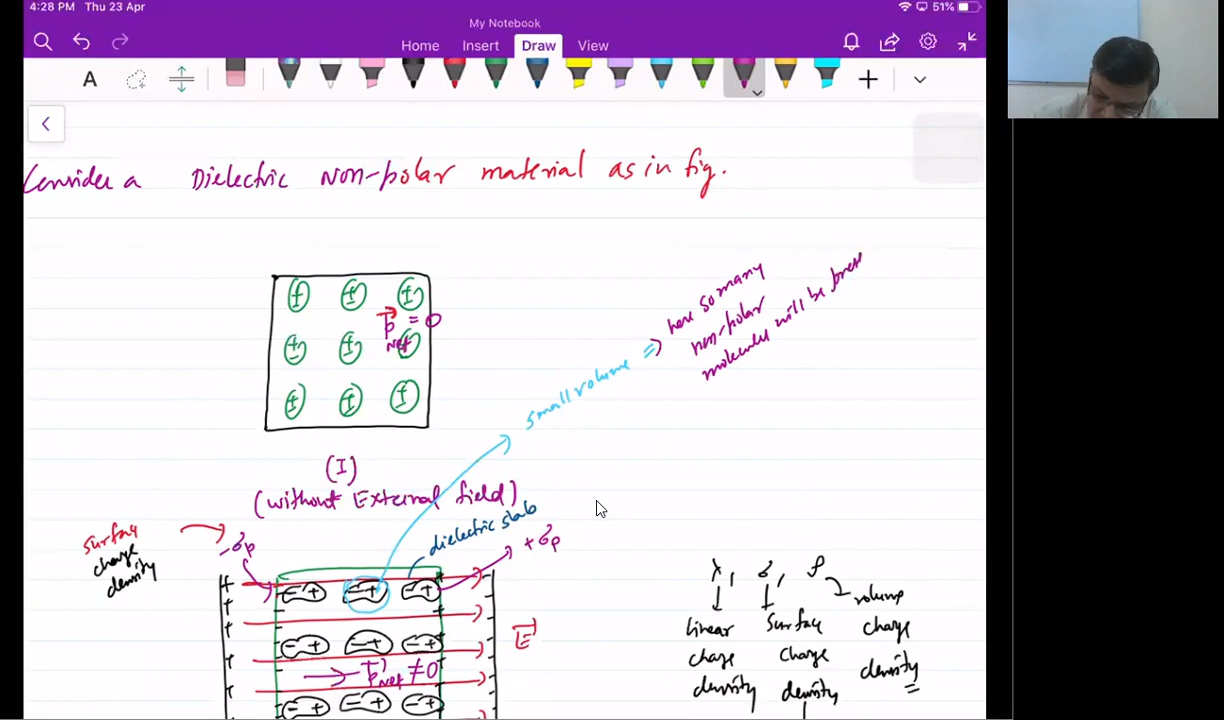 4:28 PM Thu 23 Apr
51%
My Notebook
Home Insert Draw View
A
Consider a Dielectric Non-polar material as in fig.
± ± ±
P net = 0
± ± ±
± ± ±
(I)
(without External field)
small volume ⇒ here so many
non-polar
molecules will be
surface
charge
density
-σp
dielectric slab
+σp
+ - + - + - + -
E
- + - + - +
P net ≠ 0
- + - + - +
λ, σ, ρ
linear
charge
density
surface
charge
density
volume
charge
density